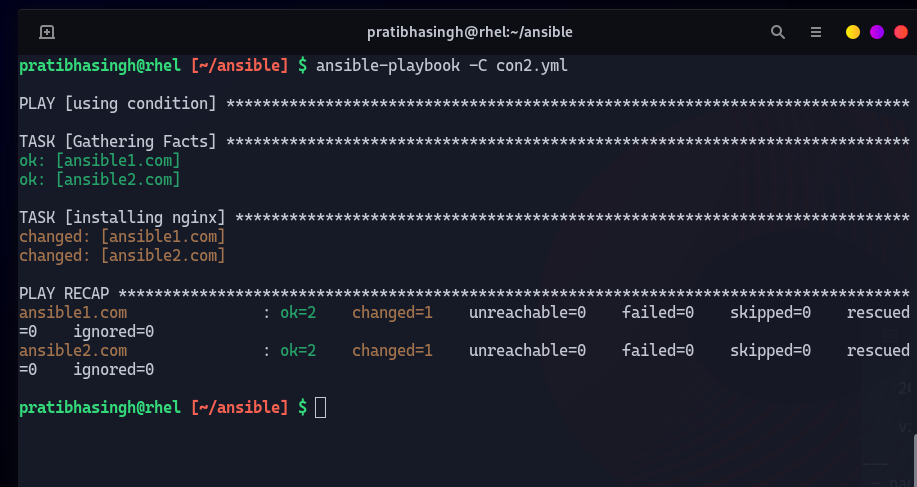 pratibhasingh@rhel:~/ansible
pratibhasingh@rhel [~/ansible] $ ansible-playbook -C con2.yml
PLAY [using condition] ****************************************************************************
TASK [Gathering Facts] ****************************************************************************
ok: [ansible1.com]
ok: [ansible2.com]
TASK [installing nginx] ***************************************************************************
changed: [ansible1.com]
changed: [ansible2.com]
PLAY RECAP ****************************************************************************************
ansible1.com               : ok=2    changed=1    unreachable=0    failed=0    skipped=0    rescued
=0    ignored=0
ansible2.com               : ok=2    changed=1    unreachable=0    failed=0    skipped=0    rescued
=0    ignored=0
pratibhasingh@rhel [~/ansible] $